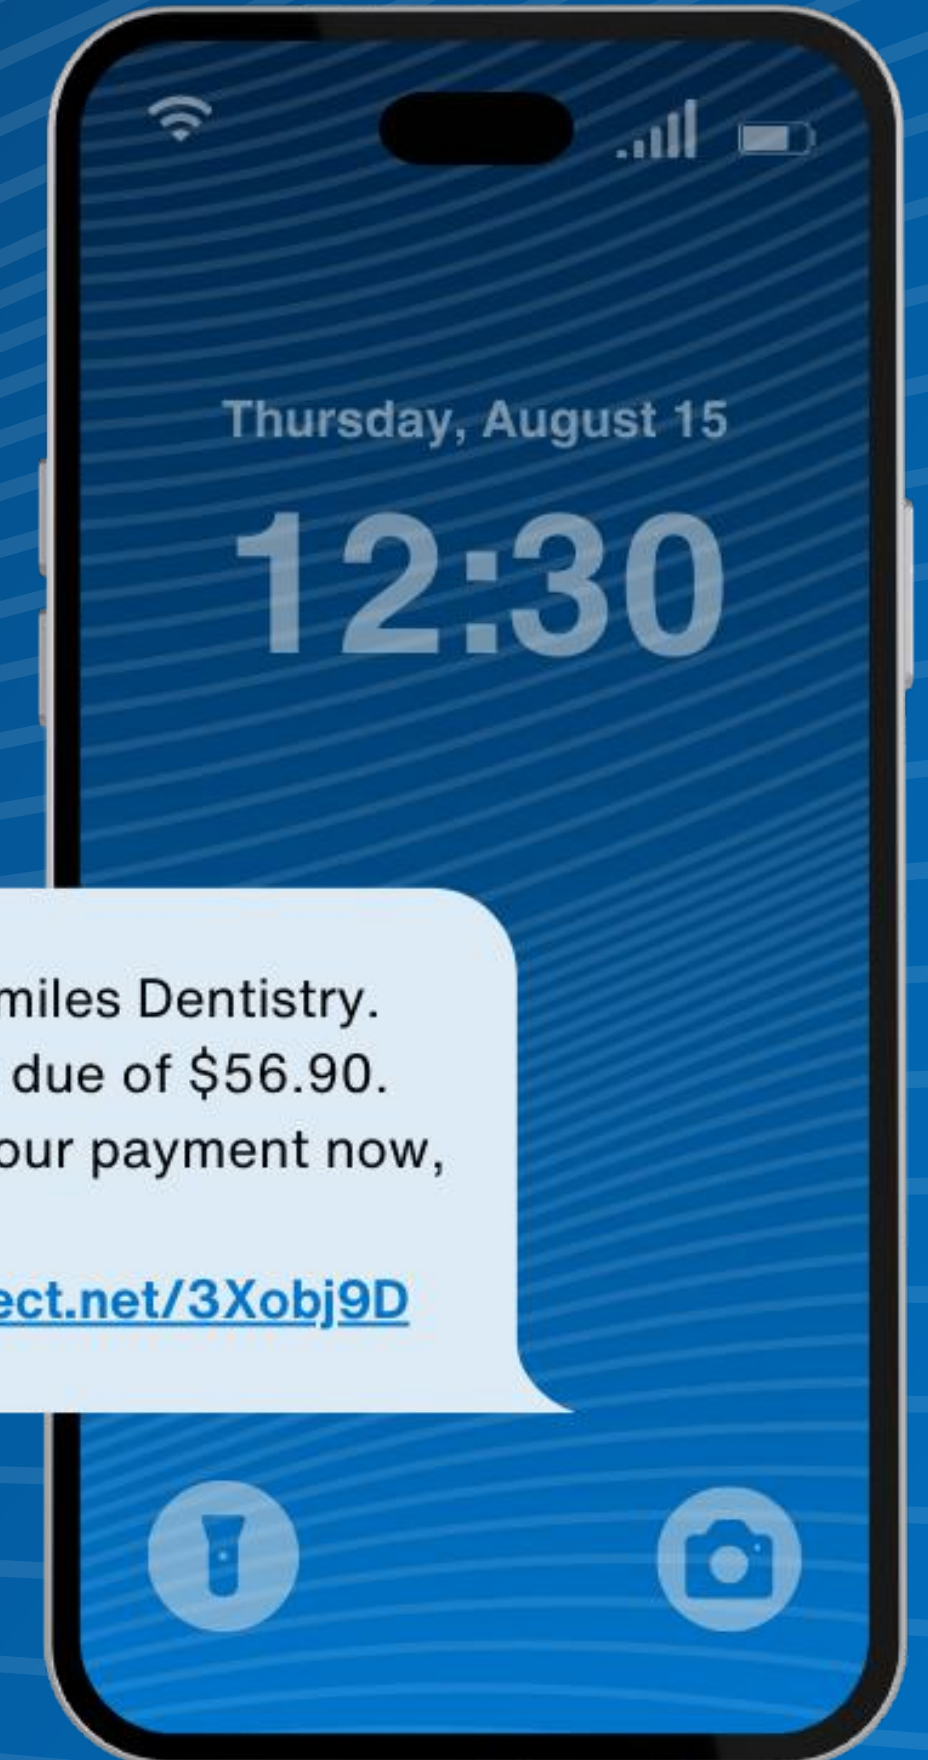 Thursday, August 15
12:30
miles Dentistry.
due of $56.90.
our payment now,
ect.net/3Xobj9D